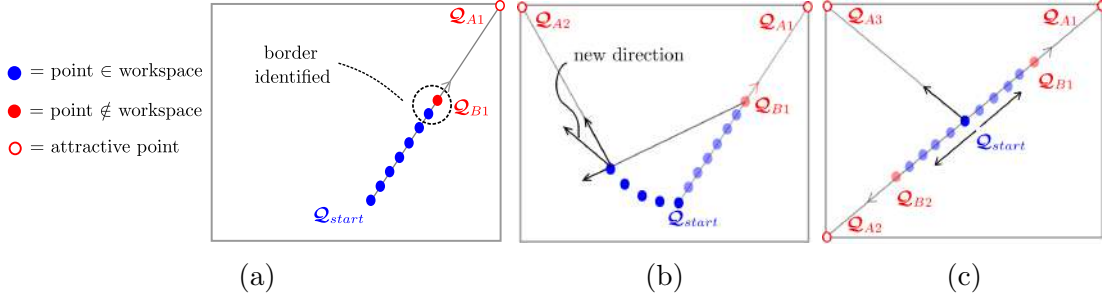 = point ∈ workspace
= point ∉ workspace
= attractive point
𝓠A1
border
identified
𝓠B1
𝓠start
(a)
𝓠A2
𝓠A1
new direction
𝓠B1
𝓠start
(b)
𝓠A3
𝓠A1
𝓠B1
𝓠start
𝓠B2
𝓠A2
(c)